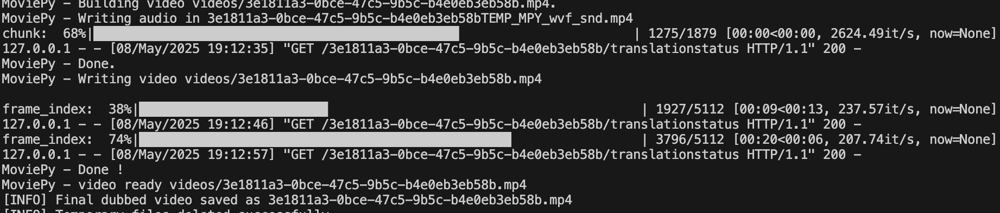 MoviePy - Building video videos/3e1811a3-0bce-47c5-9b5c-b4e0eb3eb58b.mp4.
MoviePy - Writing audio in 3e1811a3-0bce-47c5-9b5c-b4e0eb3eb58bTEMP_MPY_wvf_snd.mp4
chunk:  68%|                | 1275/1879 [00:00<00:00, 2624.49it/s, now=None]
127.0.0.1 - - [08/May/2025 19:12:35] "GET /3e1811a3-0bce-47c5-9b5c-b4e0eb3eb58b/translationstatus HTTP/1.1" 200 -
MoviePy - Done.
MoviePy - Writing video videos/3e1811a3-0bce-47c5-9b5c-b4e0eb3eb58b.mp4
frame_index:  38%|                | 1927/5112 [00:09<00:13, 237.57it/s, now=None]
127.0.0.1 - - [08/May/2025 19:12:46] "GET /3e1811a3-0bce-47c5-9b5c-b4e0eb3eb58b/translationstatus HTTP/1.1" 200 -
frame_index:  74%|                | 3796/5112 [00:20<00:06, 207.74it/s, now=None]
127.0.0.1 - - [08/May/2025 19:12:57] "GET /3e1811a3-0bce-47c5-9b5c-b4e0eb3eb58b/translationstatus HTTP/1.1" 200 -
MoviePy - Done !
MoviePy - video ready videos/3e1811a3-0bce-47c5-9b5c-b4e0eb3eb58b.mp4
[INFO] Final dubbed video saved as 3e1811a3-0bce-47c5-9b5c-b4e0eb3eb58b.mp4
[INFO] Temporary files deleted successfully